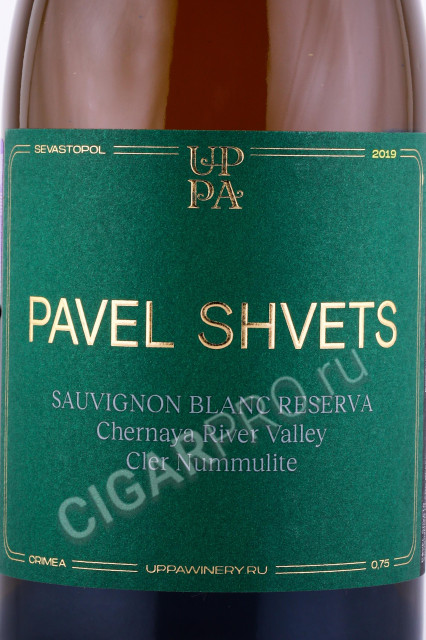 SEVASTOPOL
UP
PA
2019
PAVEL SHVETS
SAUVIGNON BLANC RESERVA
Chernaya River Valley
Cler Nummulite
CIGARPRO.ru
CRIMEA
UPPAWINERY.RU
0,75